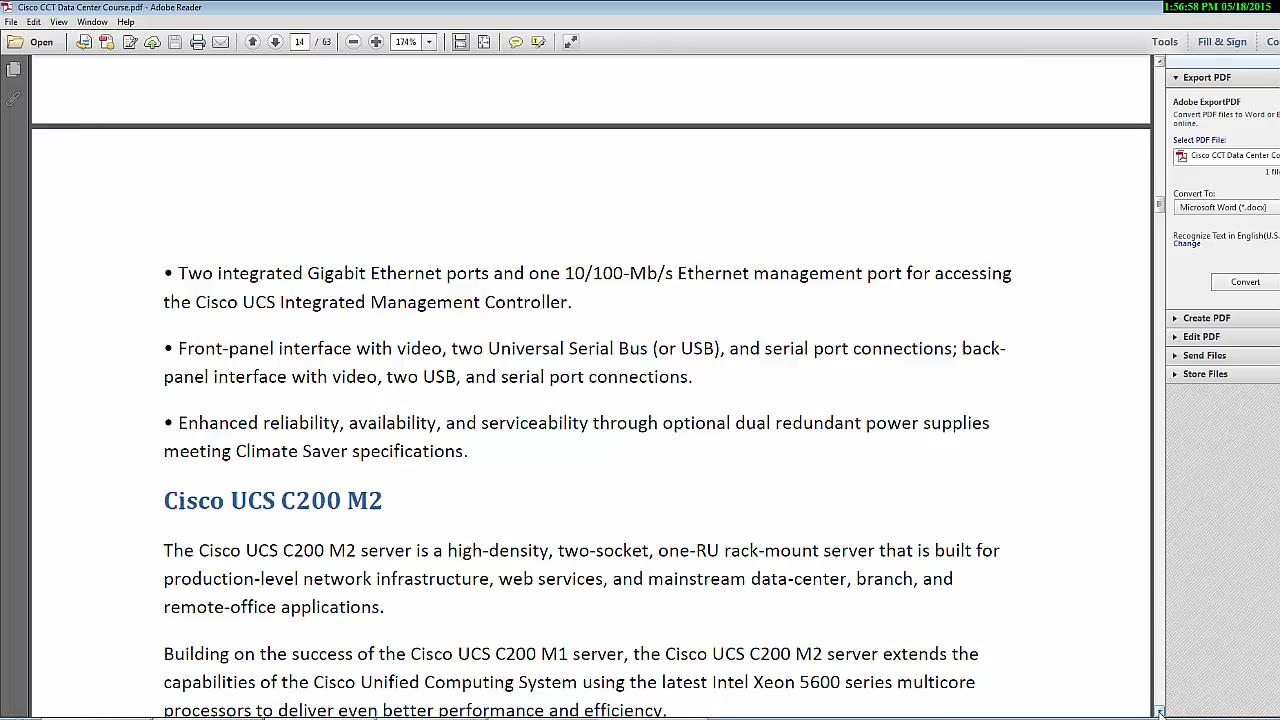 Cisco CCT Data Center Course.pdf - Adobe Reader
1:56:58 PM 05/18/2015
File Edit View Window Help
Open 14 / 63 174% Tools Fill & Sign Co
Export PDF
Adobe ExportPDF
Convert PDF files to Word or E
online.
Select PDF File:
Cisco CCT Data Center Co
1 file
Convert To:
Microsoft Word (*.docx)
Recognize Text in English(U.S.
Change
Convert
Create PDF
Edit PDF
Send Files
Store Files
• Two integrated Gigabit Ethernet ports and one 10/100-Mb/s Ethernet management port for accessing
the Cisco UCS Integrated Management Controller.
• Front-panel interface with video, two Universal Serial Bus (or USB), and serial port connections; back-
panel interface with video, two USB, and serial port connections.
• Enhanced reliability, availability, and serviceability through optional dual redundant power supplies
meeting Climate Saver specifications.
Cisco UCS C200 M2
The Cisco UCS C200 M2 server is a high-density, two-socket, one-RU rack-mount server that is built for
production-level network infrastructure, web services, and mainstream data-center, branch, and
remote-office applications.
Building on the success of the Cisco UCS C200 M1 server, the Cisco UCS C200 M2 server extends the
capabilities of the Cisco Unified Computing System using the latest Intel Xeon 5600 series multicore
processors to deliver even better performance and efficiency.